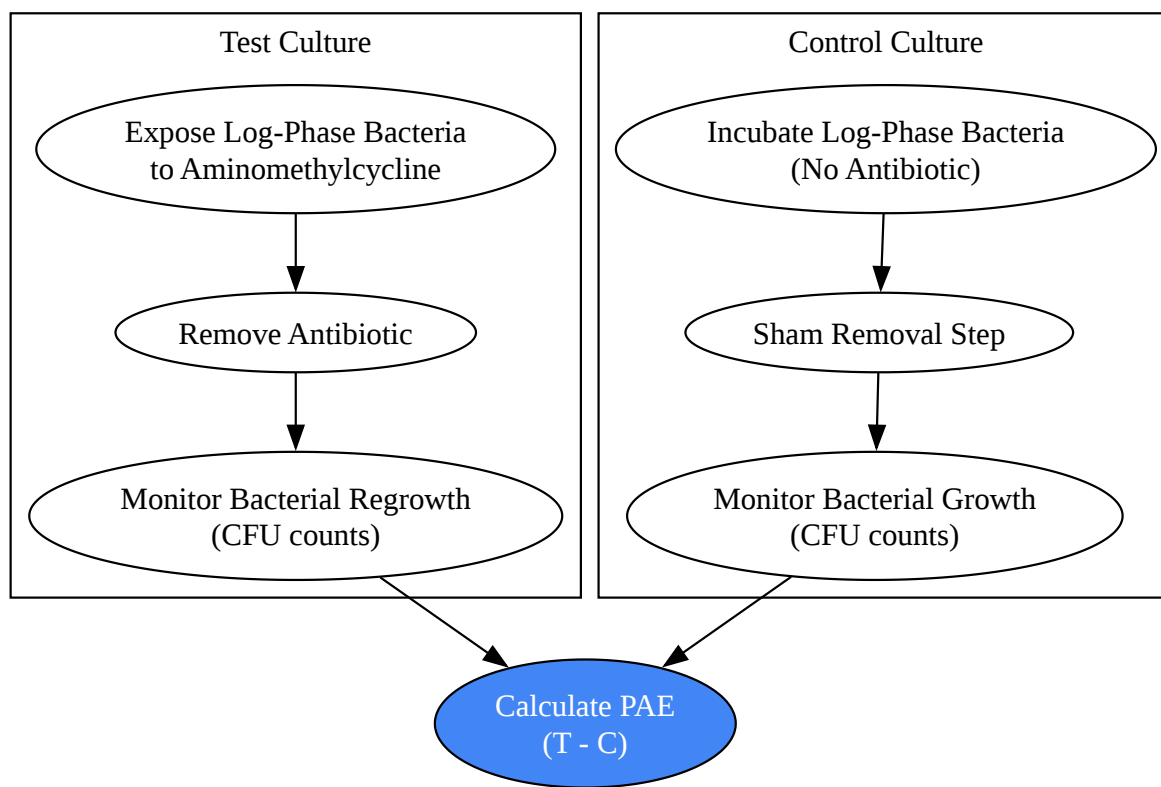 Test Culture
Expose Log-Phase Bacteria
to Aminomethylcycline
Remove Antibiotic
Monitor Bacterial Regrowth
(CFU counts)
Control Culture
Incubate Log-Phase Bacteria
(No Antibiotic)
Sham Removal Step
Monitor Bacterial Growth
(CFU counts)
Calculate PAE
(T - C)